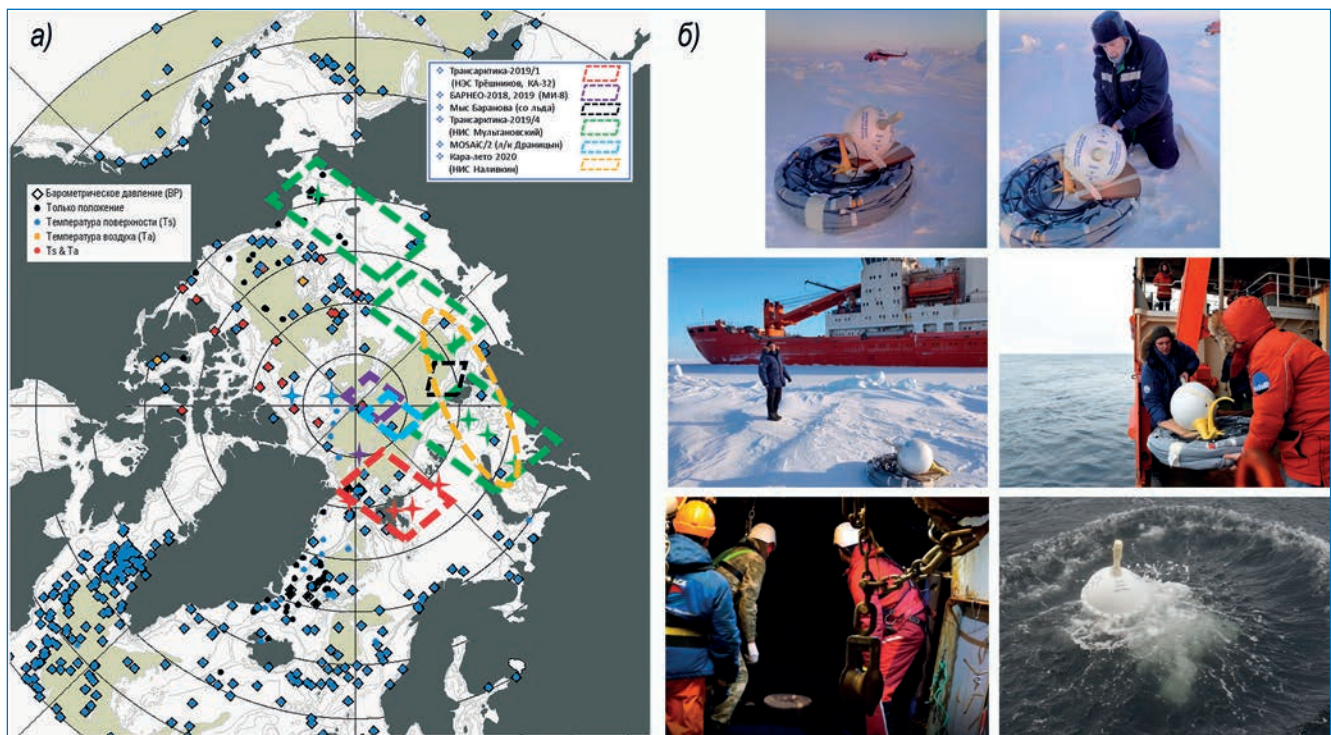 а)
Трансарктика-2019/1
(НЭС Трёшников, КА-32)
БАРНЕО-2018, 2019 (МИ-8)
Мыс Баранова (со льда)
Трансарктика-2019/4
(НИС Мультановский)
MOSAiC/2 (л/к Драницын)
Кара-лето 2020
(НИС Наливкин)
Барометрическое давление (BP)
Только положение
Температура поверхности (Ts)
Температура воздуха (Ta)
Ts & Ta
б)